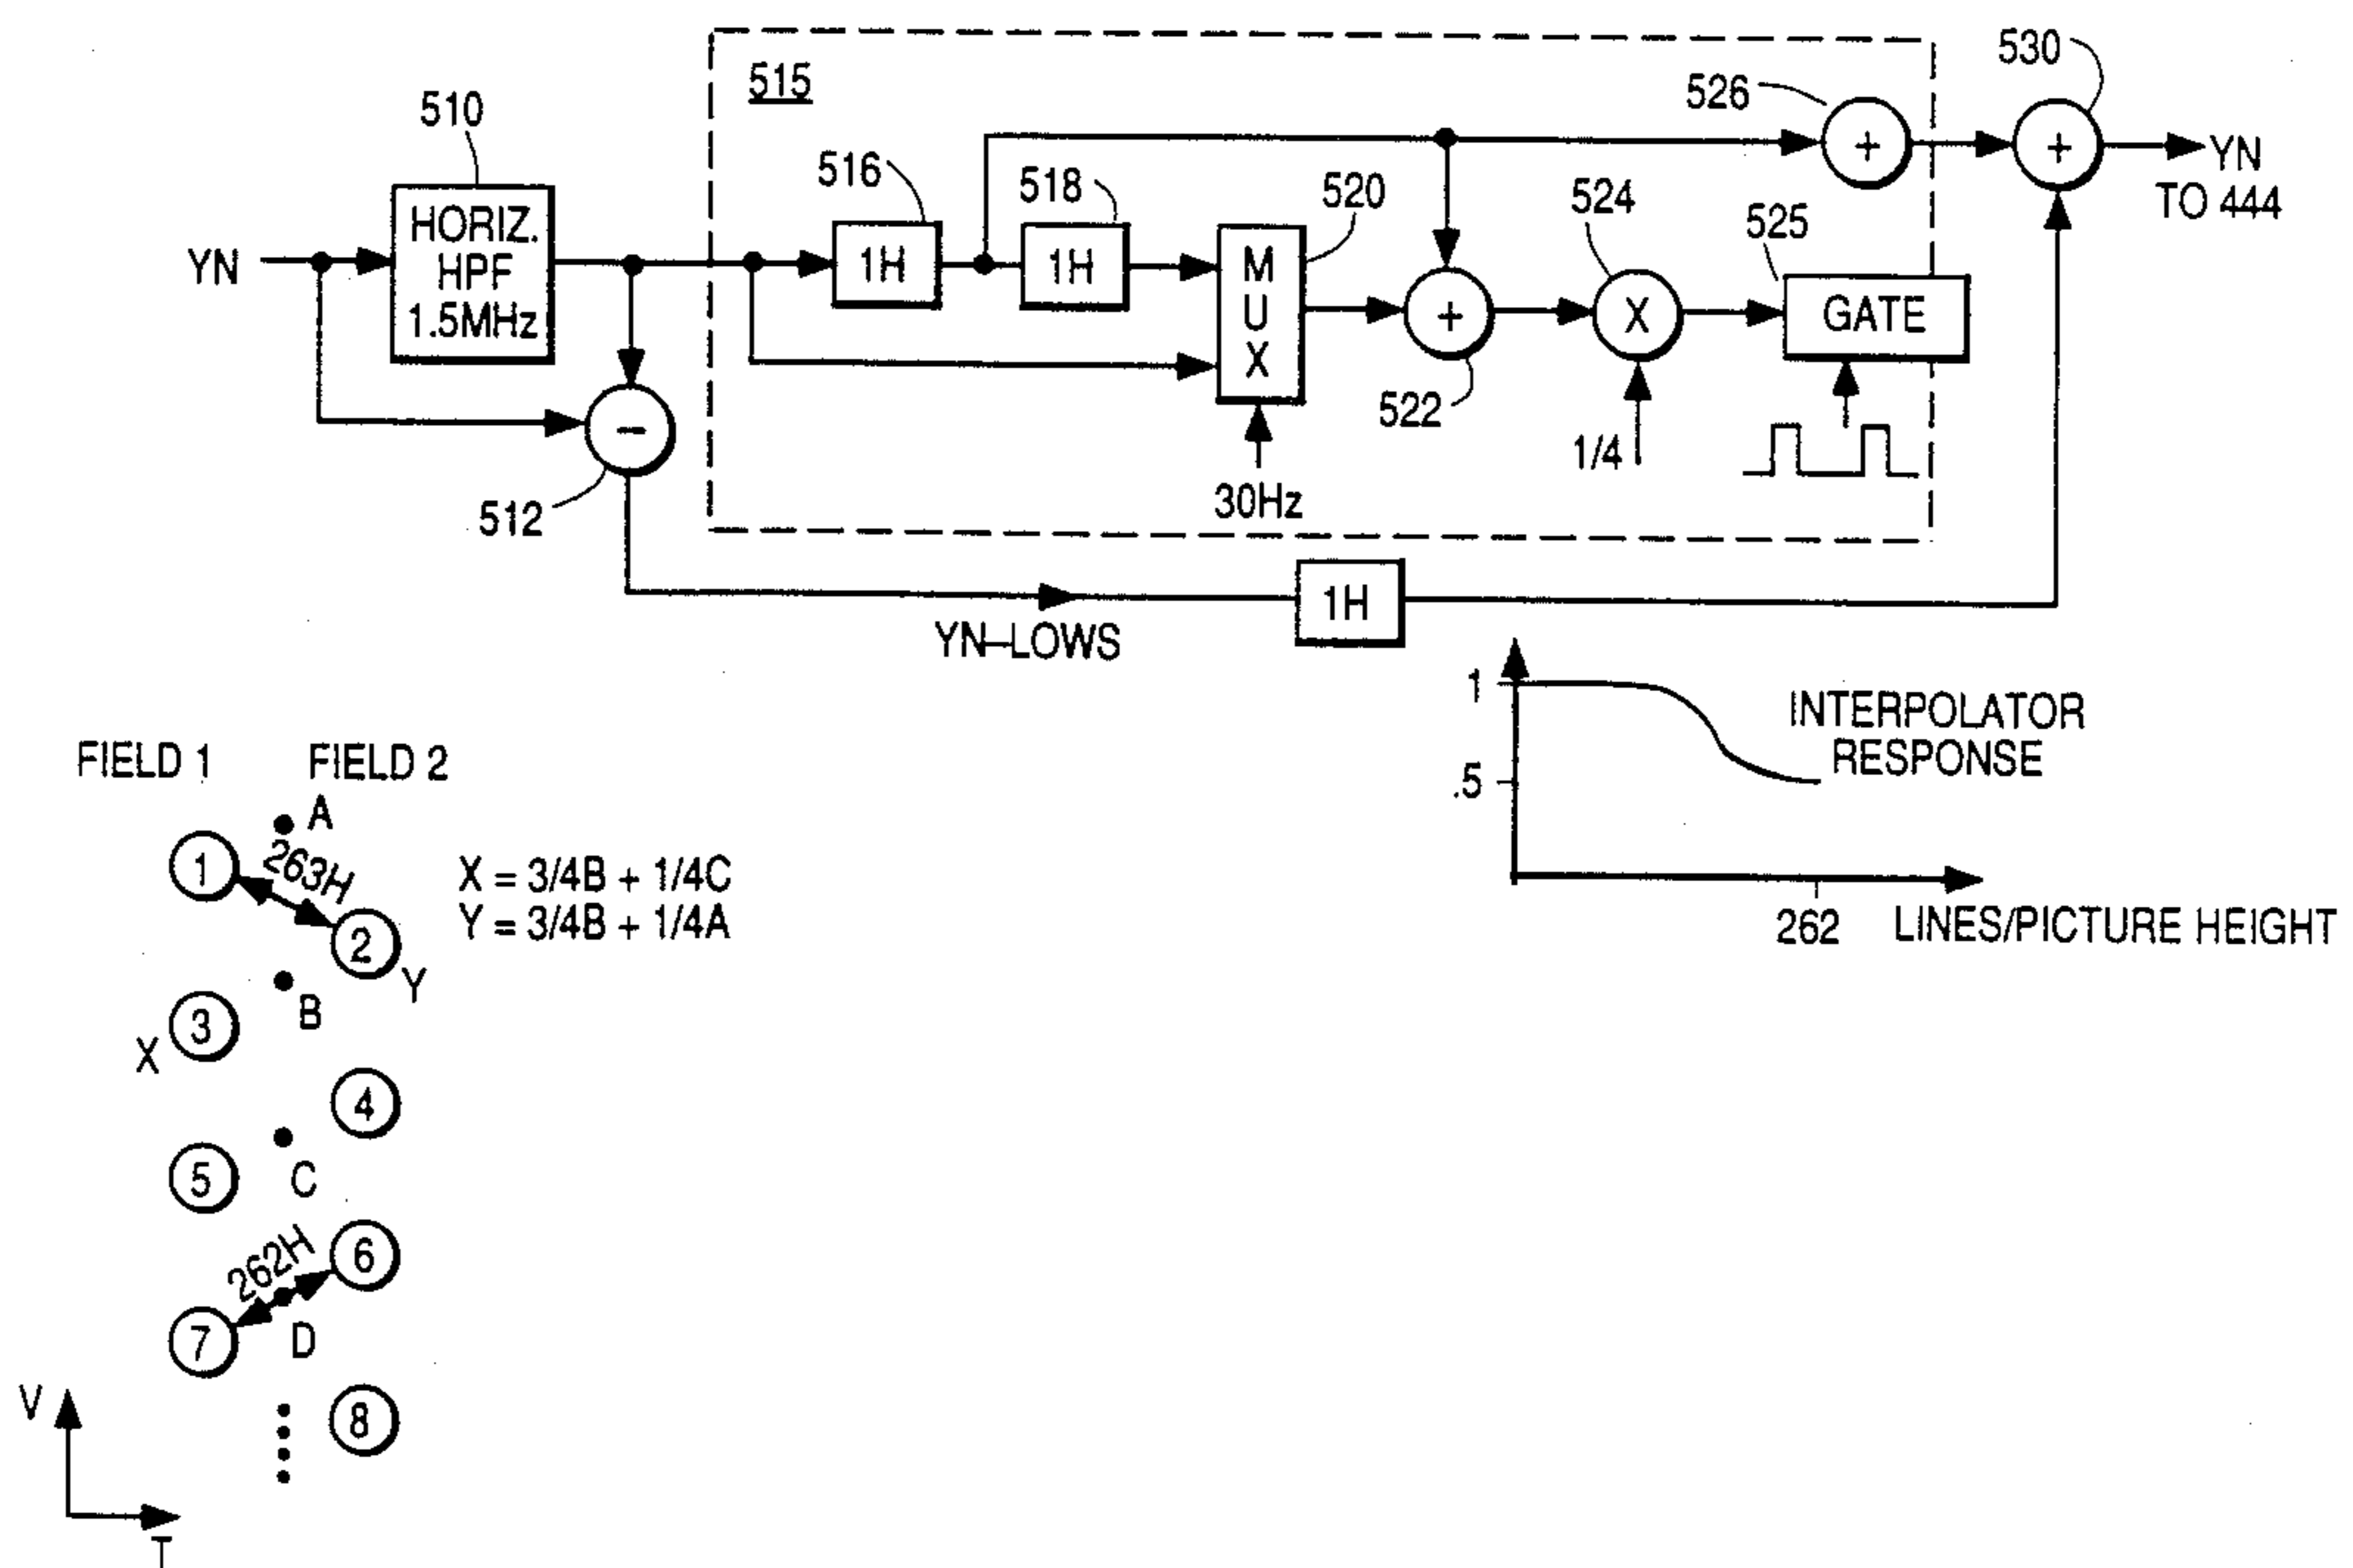 515
530
526
510
516
518
520
524
525
HORIZ.
HPF
1.5MHz
YN
1H
1H
M
U
X
+
X
GATE
+
+
YN
TO 444
−
512
30Hz
522
1/4
YN-LOWS
1H
1
.5
INTERPOLATOR
RESPONSE
262
LINES/PICTURE HEIGHT
FIELD 1
FIELD 2
A
1
263H
2
Y
X = 3/4B + 1/4C
Y = 3/4B + 1/4A
B
3
X
4
C
5
262H
6
7
D
8
V
T